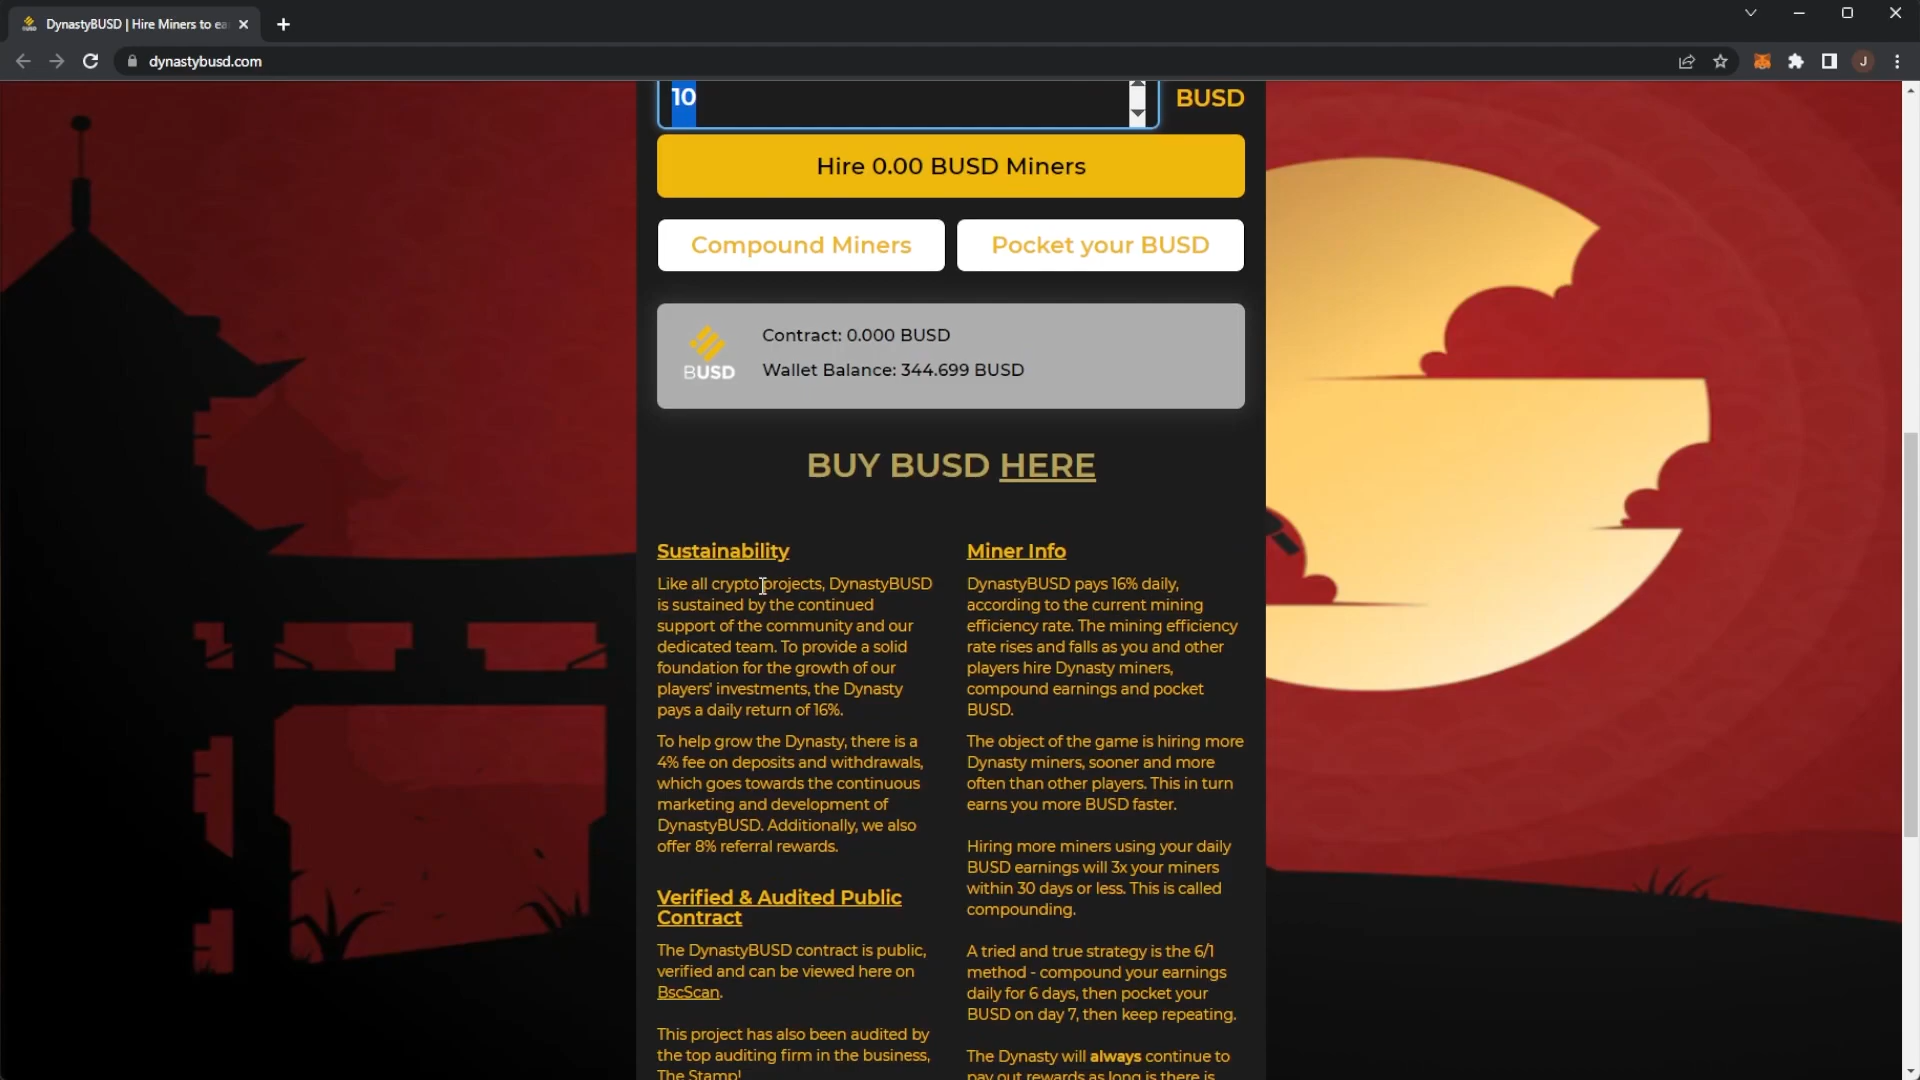 DynastyBUSD | Hire Miners to ea
dynastybusd.com
J
10
BUSD
Hire 0.00 BUSD Miners
Compound Miners
Pocket your BUSD
BUSD
Contract: 0.000 BUSD
Wallet Balance: 344.699 BUSD
BUY BUSD HERE
Sustainability
Like all crypto projects, DynastyBUSD
is sustained by the continued
support of the community and our
dedicated team. To provide a solid
foundation for the growth of our
players' investments, the Dynasty
pays a daily return of 16%.
To help grow the Dynasty, there is a
4% fee on deposits and withdrawals,
which goes towards the continuous
marketing and development of
DynastyBUSD. Additionally, we also
offer 8% referral rewards.
Verified & Audited Public
Contract
The DynastyBUSD contract is public,
verified and can be viewed here on
BscScan.
This project has also been audited by
the top auditing firm in the business,
The Stamp!
Miner Info
DynastyBUSD pays 16% daily,
according to the current mining
efficiency rate. The mining efficiency
rate rises and falls as you and other
players hire Dynasty miners,
compound earnings and pocket
BUSD.
The object of the game is hiring more
Dynasty miners, sooner and more
often than other players. This in turn
earns you more BUSD faster.
Hiring more miners using your daily
BUSD earnings will 3x your miners
within 30 days or less. This is called
compounding.
A tried and true strategy is the 6/1
method - compound your earnings
daily for 6 days, then pocket your
BUSD on day 7, then keep repeating.
The Dynasty will always continue to
pay out rewards as long is there is